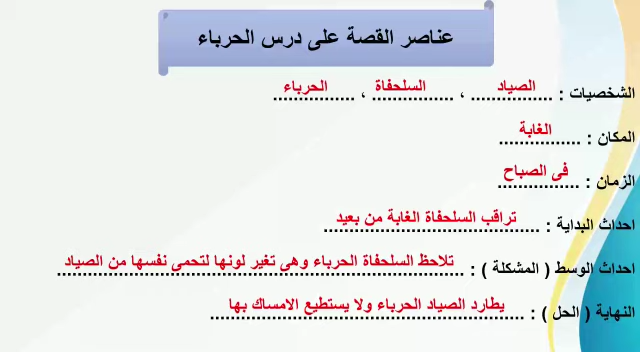 عناصر القصة على درس الحرباء
الشخصيات : الصياد ، السلحفاة ، الحرباء
المكان : الغابة
الزمان : فى الصباح
احداث البداية : تراقب السلحفاة الغابة من بعيد
احداث الوسط ( المشكلة ) : تلاحظ السلحفاة الحرباء وهى تغير لونها لتحمى نفسها من الصياد
النهاية ( الحل ) : يطارد الصياد الحرباء ولا يستطيع الامساك بها